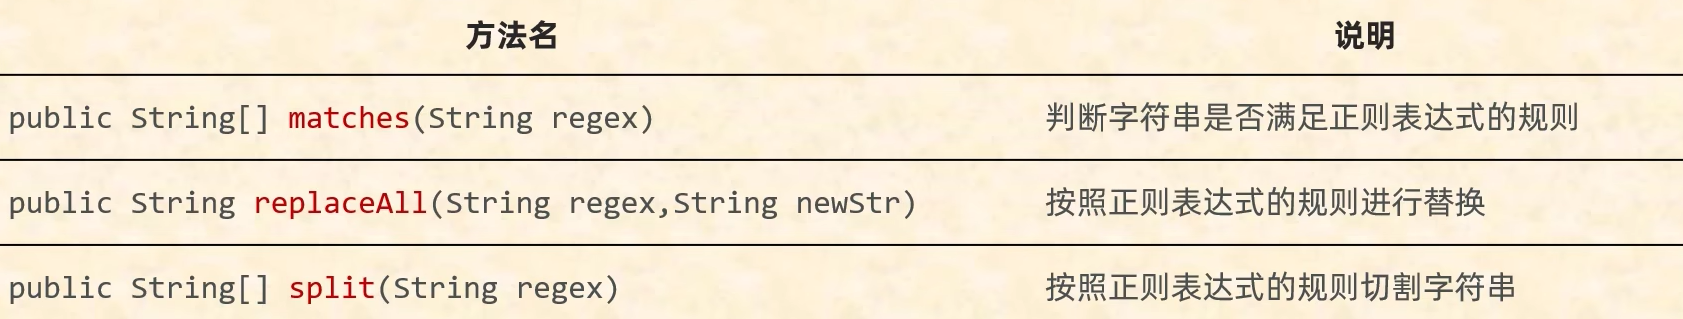 方法名 说明
public String[] matches(String regex) 判断字符串是否满足正则表达式的规则
public String replaceAll(String regex,String newStr) 按照正则表达式的规则进行替换
public String[] split(String regex) 按照正则表达式的规则切割字符串